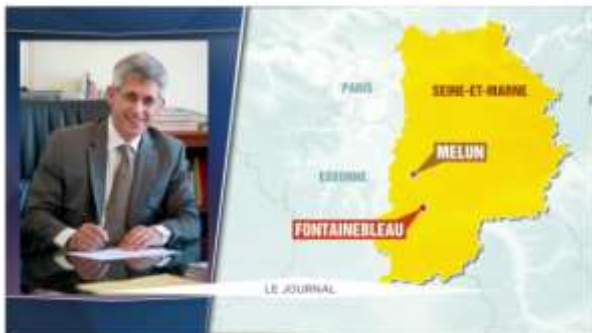 PARIS
SEINE-ET-MARNE
MELUN
ESSONNE
FONTAINEBLEAU
LE JOURNAL